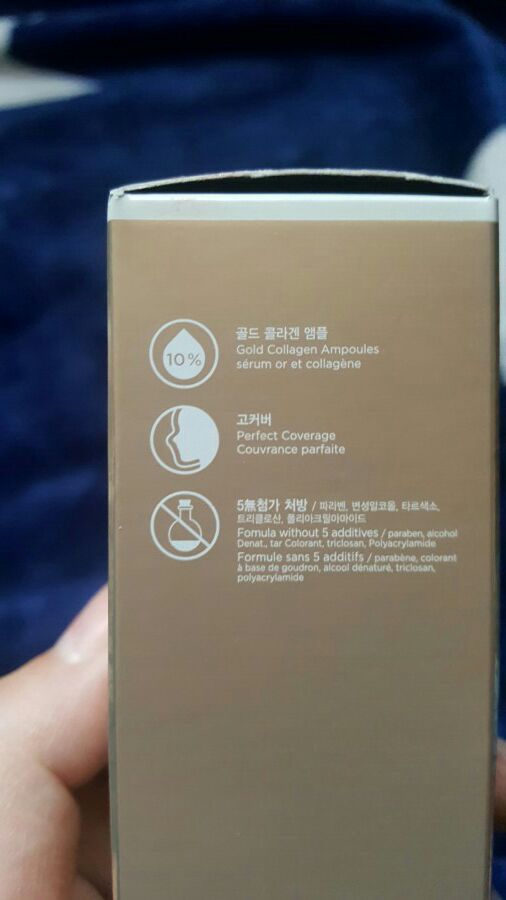 10%
골드 콜라겐 앰플
Gold Collagen Ampoules
sérum or et collagène
고커버
Perfect Coverage
Couvrance parfaite
5無첨가 처방 / 파라벤, 변성알코올, 타르색소,
트리클로산, 폴리아크릴아마이드
Fomula without 5 additives / paraben, alcohol
Denat., tar Colorant, triclosan, Polyacrylamide
Formule sans 5 additifs / parabène, colorant
à base de goudron, alcool dénaturé, triclosan,
polyacrylamide